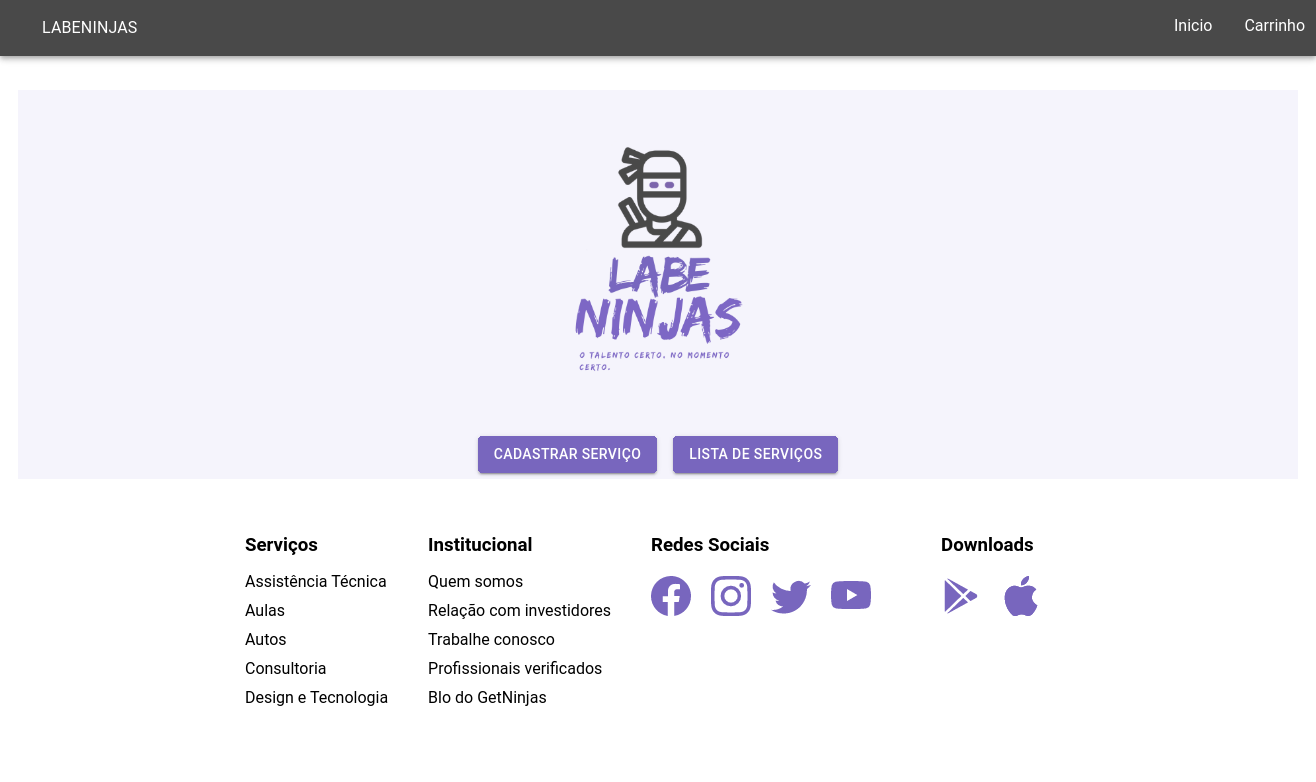 LABENINJAS
Inicio
Carrinho
LABE
NINJAS
O TALENTO CERTO, NO MOMENTO
CERTO.
CADASTRAR SERVIÇO
LISTA DE SERVIÇOS
Serviços
Assistência Técnica
Aulas
Autos
Consultoria
Design e Tecnologia
Institucional
Quem somos
Relação com investidores
Trabalhe conosco
Profissionais verificados
Blo do GetNinjas
Redes Sociais
Downloads